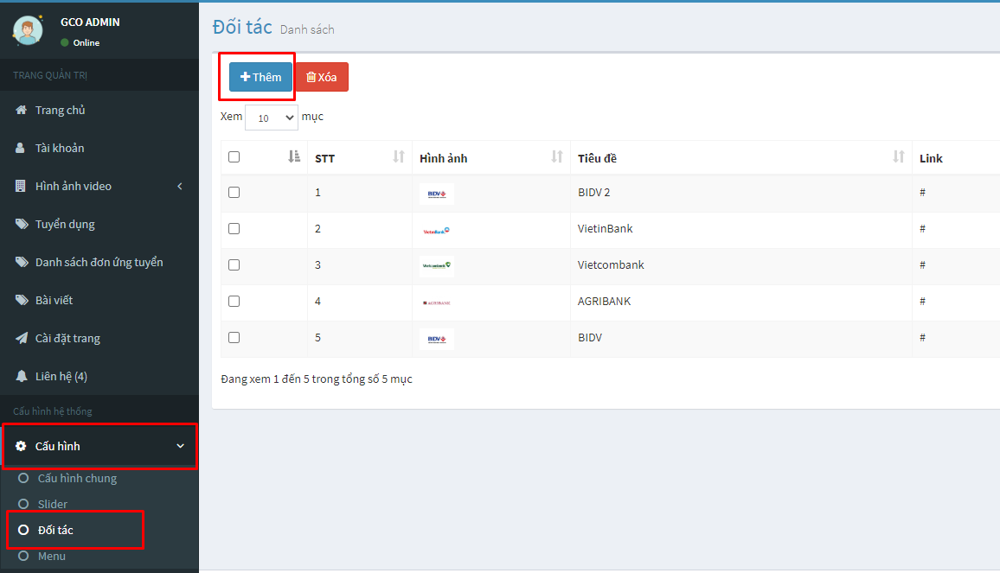 GCO ADMIN
Online
TRANG QUẢN TRỊ
Trang chủ
Tài khoản
Hình ảnh video
Tuyển dụng
Danh sách đơn ứng tuyển
Bài viết
Cài đặt trang
Liên hệ (4)
Cấu hình hệ thống
Cấu hình
Cấu hình chung
Slider
Đối tác
Menu
Đối tác Danh sách
Thêm Xóa
Xem 10 mục
STT Hình ảnh Tiêu đề Link
1 BIDV BIDV 2 #
2 VietinBank VietinBank #
3 Vietcombank Vietcombank #
4 AGRIBANK AGRIBANK #
5 BIDV BIDV #
Đang xem 1 đến 5 trong tổng số 5 mục